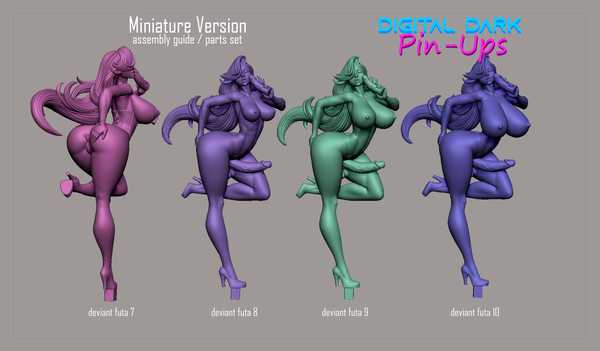 Miniature Version
assembly guide / parts set
DIGITAL DARK
Pin-Ups
deviant futa 7
deviant futa 8
deviant futa 9
deviant futa 10